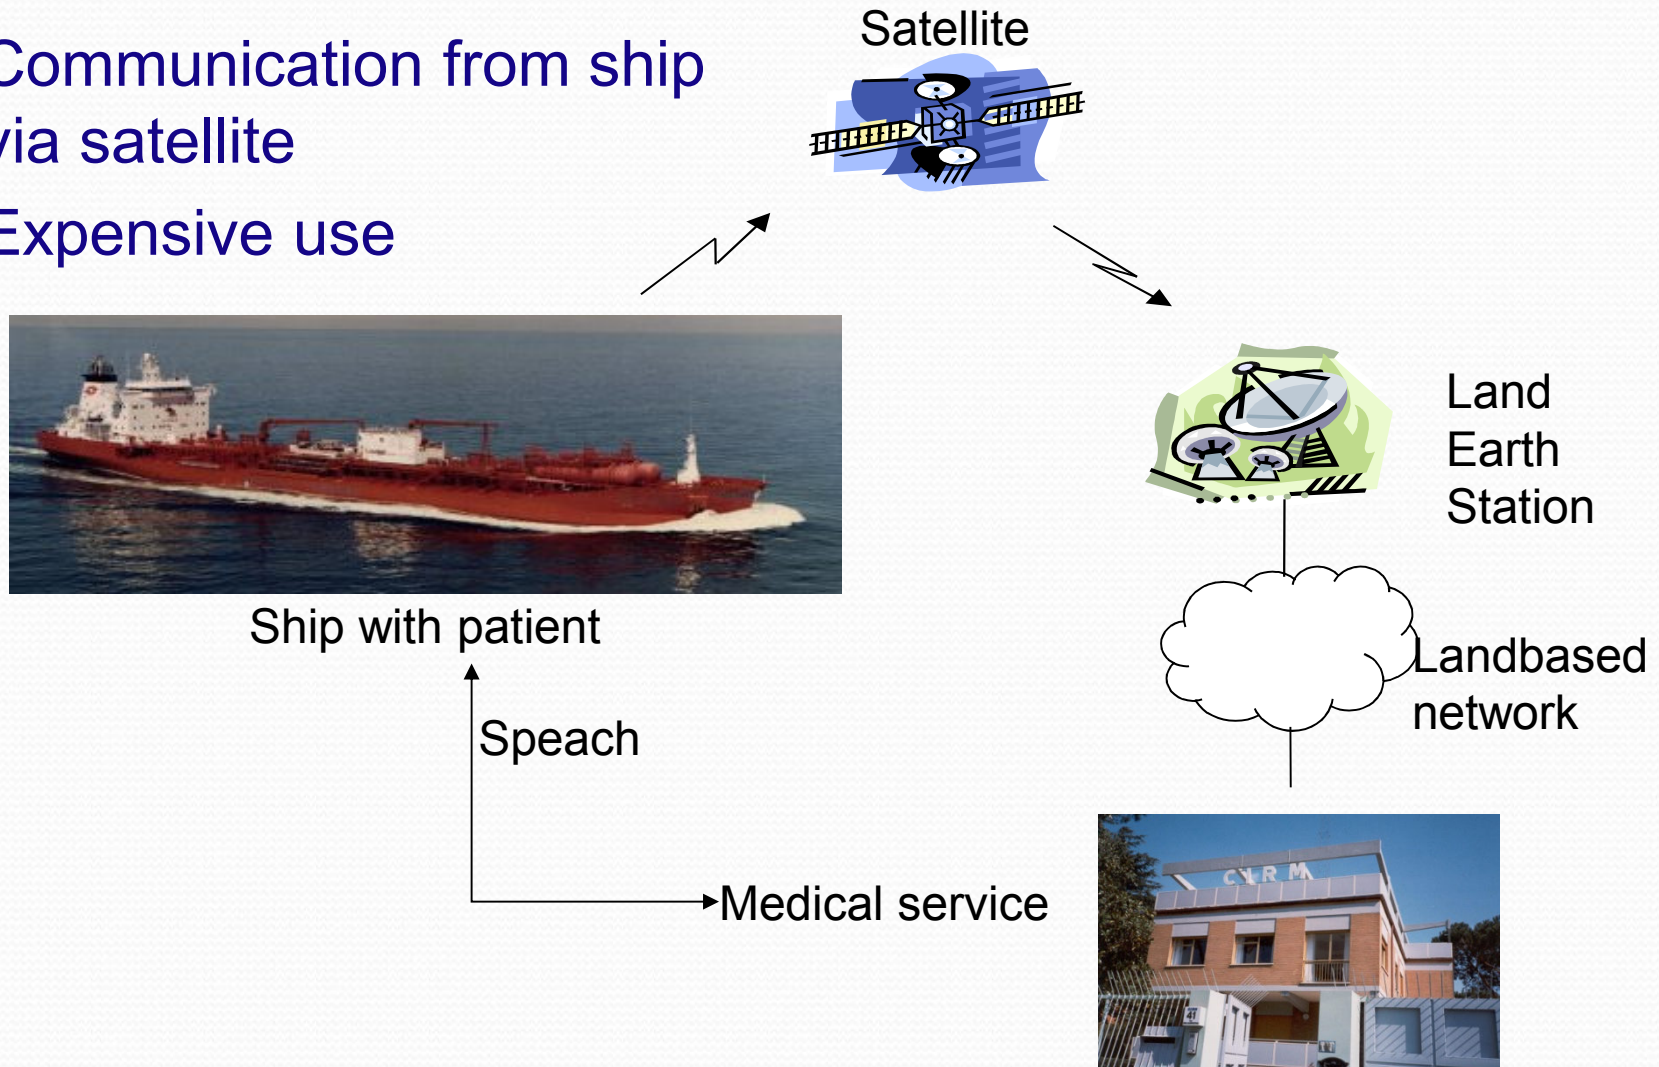 Communication from ship
via satellite
Expensive use
Satellite
Land
Earth
Station
Ship with patient
Landbased
network
Speach
Medical service
C I R M
41